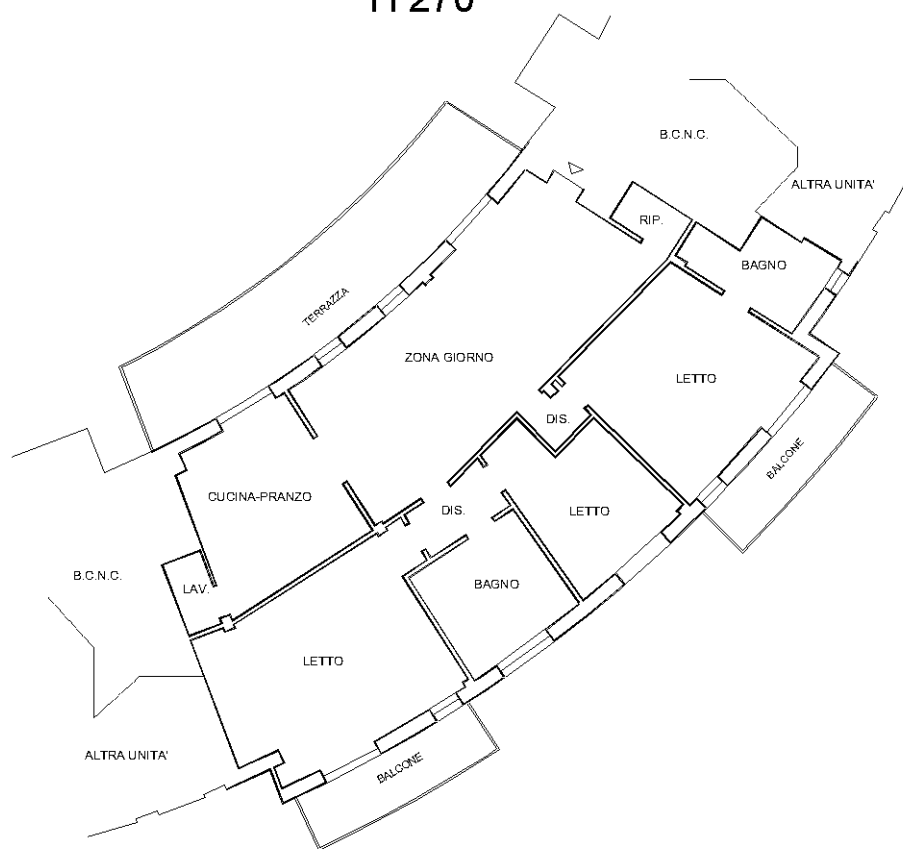 H 270
B.C.N.C.
ALTRA UNITA'
RIP.
BAGNO
TERRAZZA
ZONA GIORNO
LETTO
DIS.
BALCONE
CUCINA-PRANZO
DIS.
LETTO
B.C.N.C.
LAV.
BAGNO
LETTO
ALTRA UNITA'
BALCONE